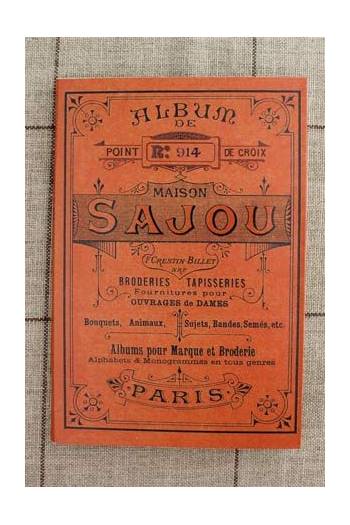 ALBUM
DE
POINT Nº 914 DE CROIX
MAISON
SAJOU
F. CRESTIN-BILLET
SRF
BRODERIES TAPISSERIES
Fournitures pour
OUVRAGES de DAMES
Bouquets, Animaux, Sujets, Bandes, Semés, etc.
Albums pour Marque et Broderie
Alphabets & Monogrammes en tous genres
PARIS